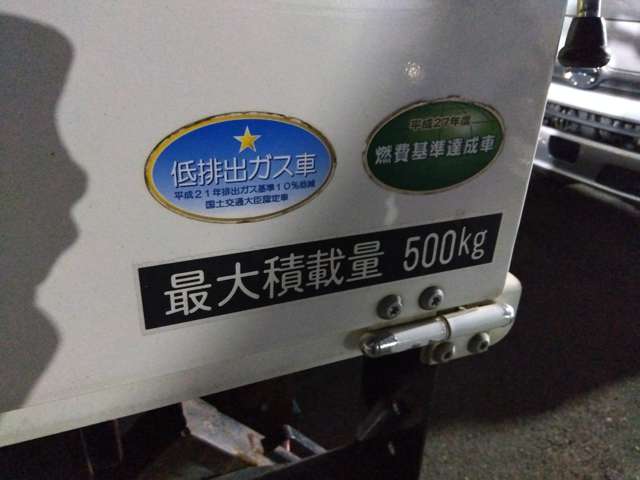 低排出ガス車
平成21年排出ガス基準10%低減
国土交通大臣認定車
平成27年度
燃費基準達成車
最大積載量 500kg